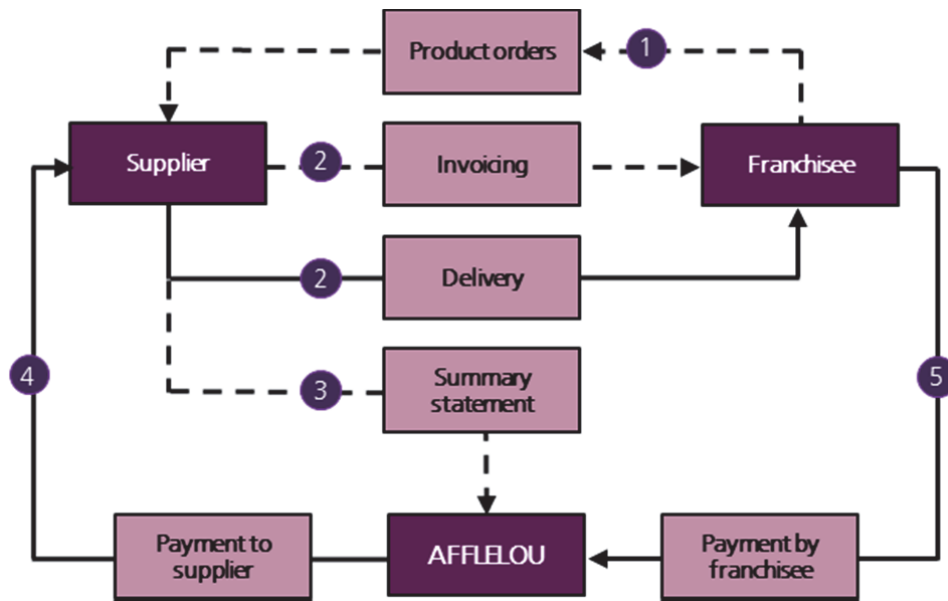 Product orders
1
Supplier
2
Invoicing
Franchisee
2
Delivery
4
3
Summary
statement
5
Payment to
supplier
AFFLELOU
Payment by
franchisee